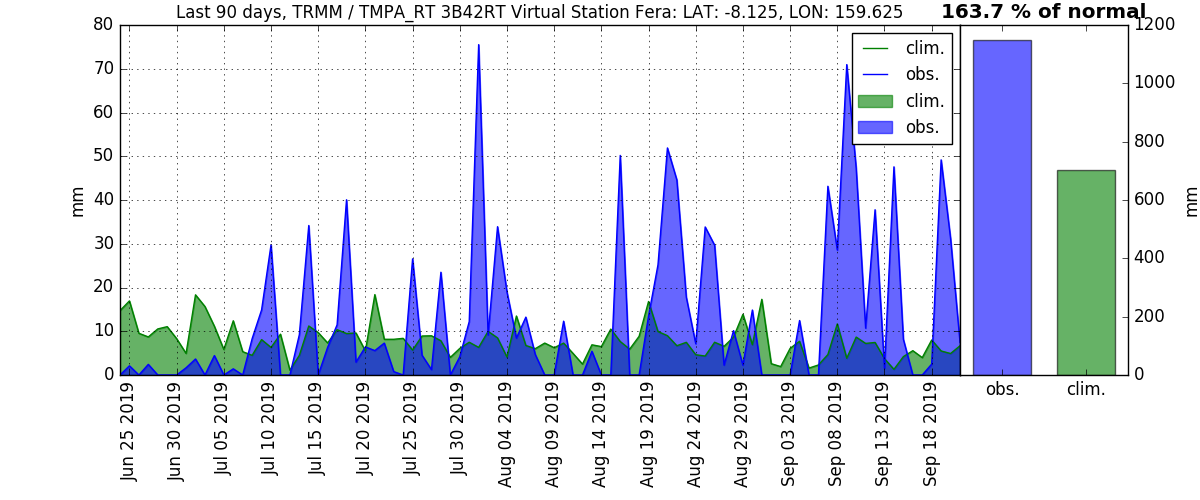 Last 90 days, TRMM / TMPA_RT 3B42RT Virtual Station Fera: LAT: -8.125, LON: 159.625
163.7 % of normal
80
70
60
50
40
30
20
10
0
mm
clim.
obs.
clim.
obs.
Jun 25 2019
Jun 30 2019
Jul 05 2019
Jul 10 2019
Jul 15 2019
Jul 20 2019
Jul 25 2019
Jul 30 2019
Aug 04 2019
Aug 09 2019
Aug 14 2019
Aug 19 2019
Aug 24 2019
Aug 29 2019
Sep 03 2019
Sep 08 2019
Sep 13 2019
Sep 18 2019
1200
1000
800
600
400
200
0
mm
obs.
clim.